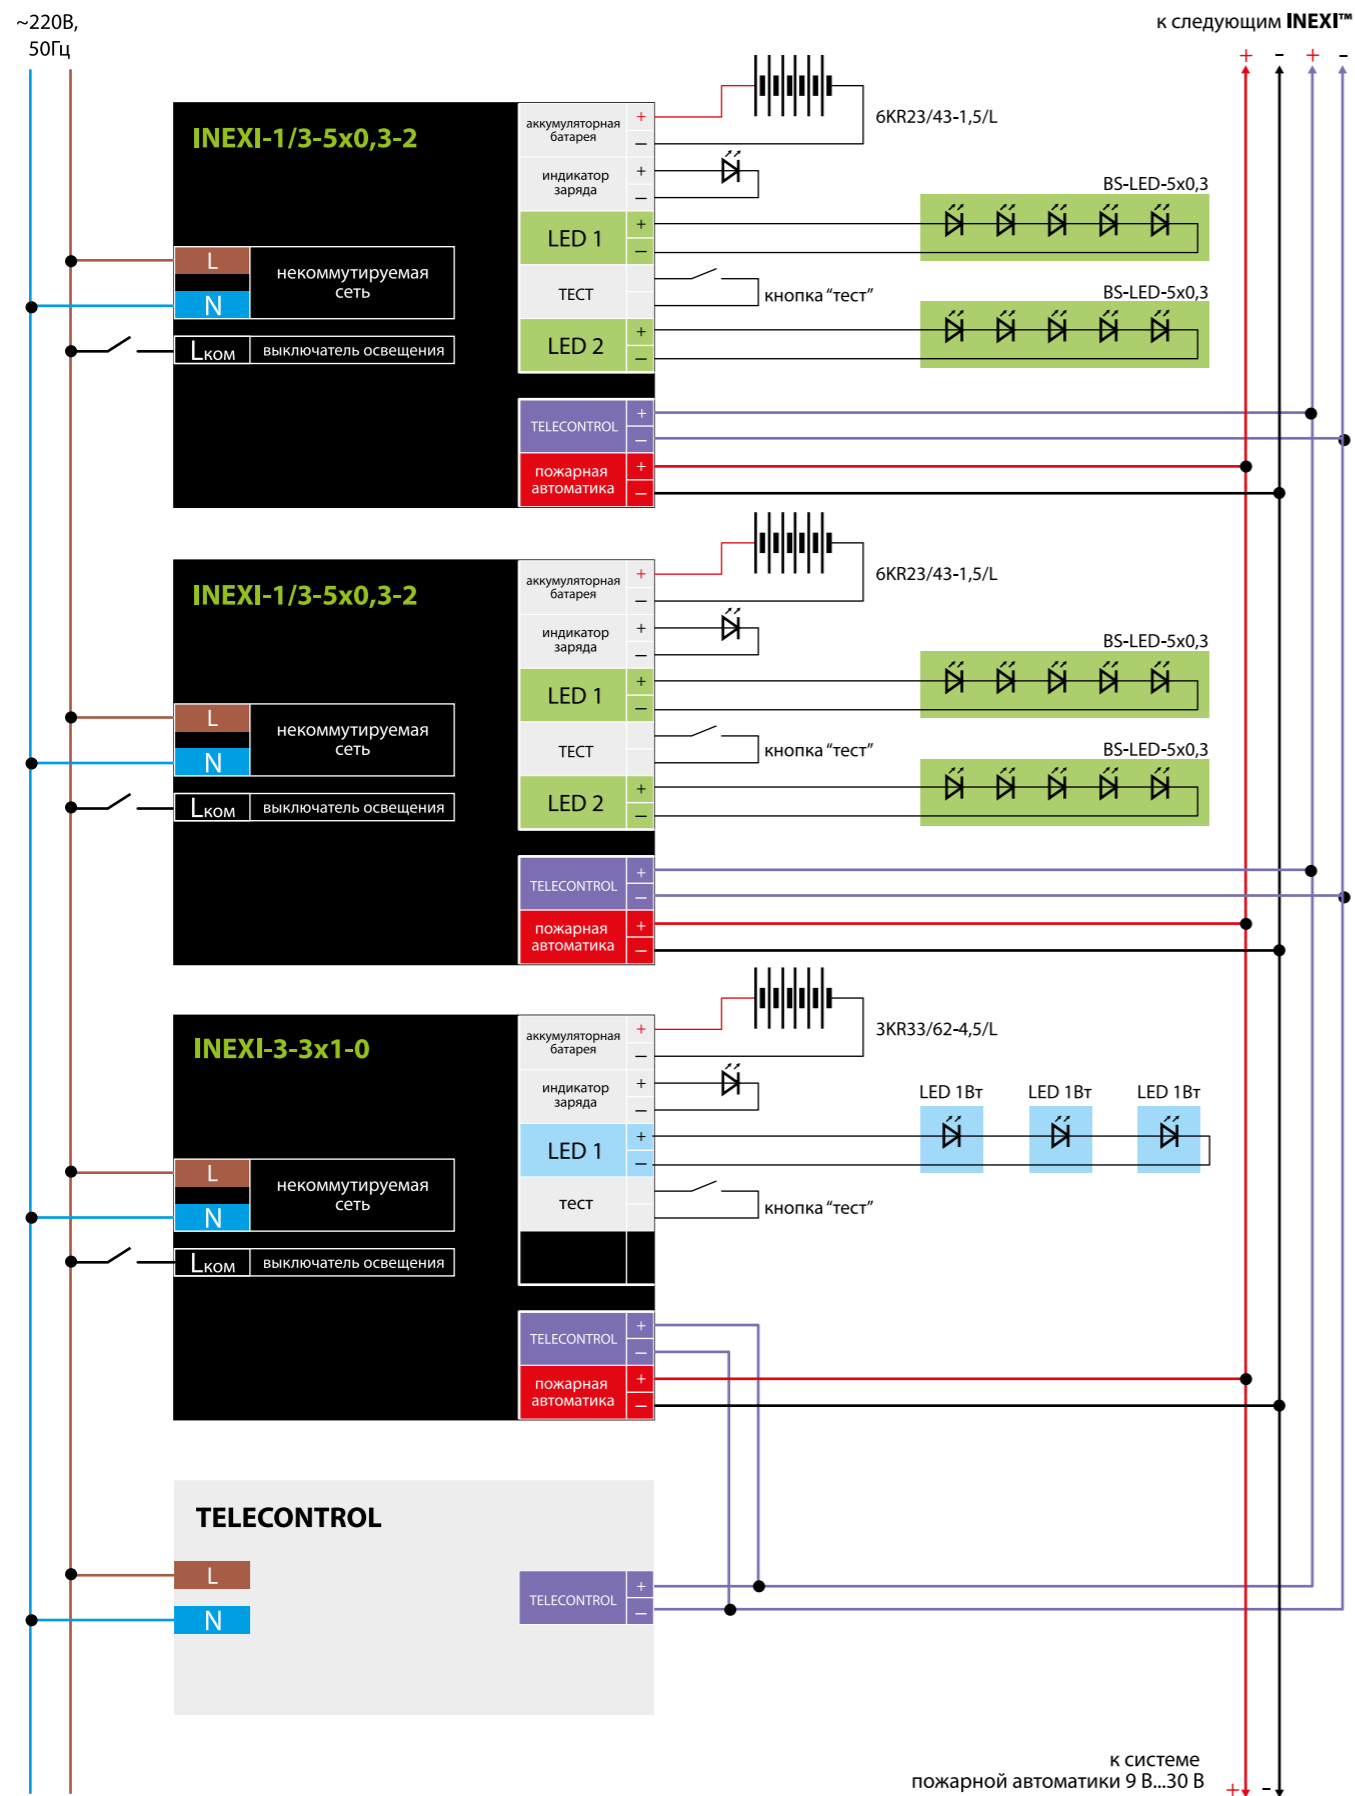 ~220В,
50Гц
к следующим INEXI™
+ - + -
INEXI-1/3-5x0,3-2
аккумуляторная
батарея
+
–
6KR23/43-1,5/L
индикатор
заряда
+
–
BS-LED-5x0,3
LED 1
+
–
L
N
некоммутируемая
сеть
ТЕСТ
кнопка “тест”
BS-LED-5x0,3
Lком
выключатель освещения
LED 2
+
–
TELECONTROL
+
–
пожарная
автоматика
+
–
INEXI-1/3-5x0,3-2
аккумуляторная
батарея
+
–
6KR23/43-1,5/L
индикатор
заряда
+
–
BS-LED-5x0,3
LED 1
+
–
L
N
некоммутируемая
сеть
ТЕСТ
кнопка “тест”
BS-LED-5x0,3
Lком
выключатель освещения
LED 2
+
–
TELECONTROL
+
–
пожарная
автоматика
+
–
INEXI-3-3x1-0
аккумуляторная
батарея
+
–
3KR33/62-4,5/L
индикатор
заряда
+
–
LED 1Вт LED 1Вт LED 1Вт
LED 1
+
–
L
N
некоммутируемая
сеть
тест
кнопка “тест”
Lком
выключатель освещения
TELECONTROL
+
–
пожарная
автоматика
+
–
TELECONTROL
L
N
TELECONTROL
+
–
к системе
пожарной автоматики 9 В...30 В
+ -